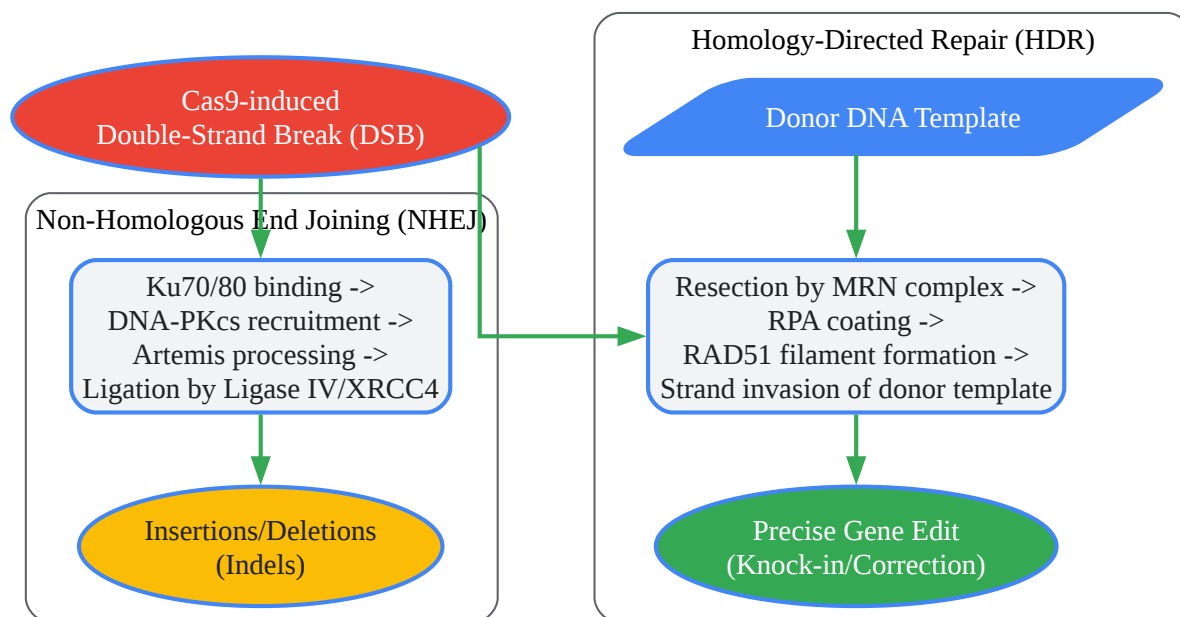 Homology-Directed Repair (HDR)
Cas9-induced
Double-Strand Break (DSB)
Donor DNA Template
Non-Homologous End Joining (NHEJ)
Ku70/80 binding ->
DNA-PKcs recruitment ->
Artemis processing ->
Ligation by Ligase IV/XRCC4
Resection by MRN complex ->
RPA coating ->
RAD51 filament formation ->
Strand invasion of donor template
Insertions/Deletions
(Indels)
Precise Gene Edit
(Knock-in/Correction)